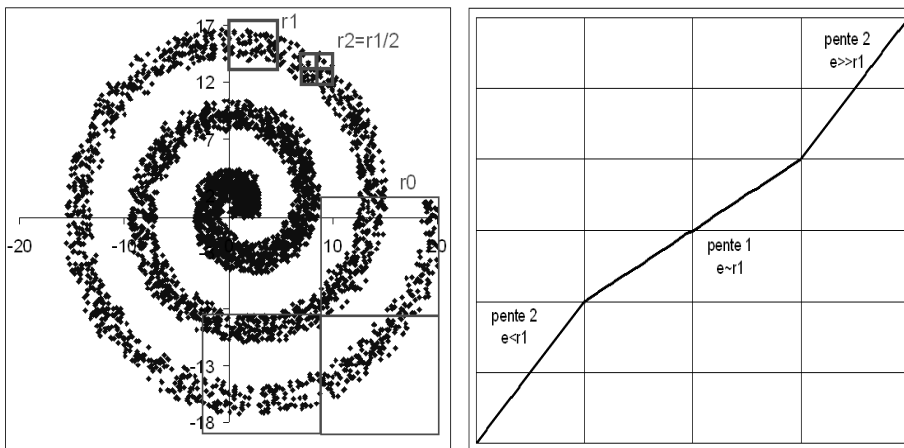 17
r1
r2=r1/2
12
7
r0
-20
-10
10
20
-13
-18
pente 2
e>>r1
pente 1
e~r1
pente 2
e<r1